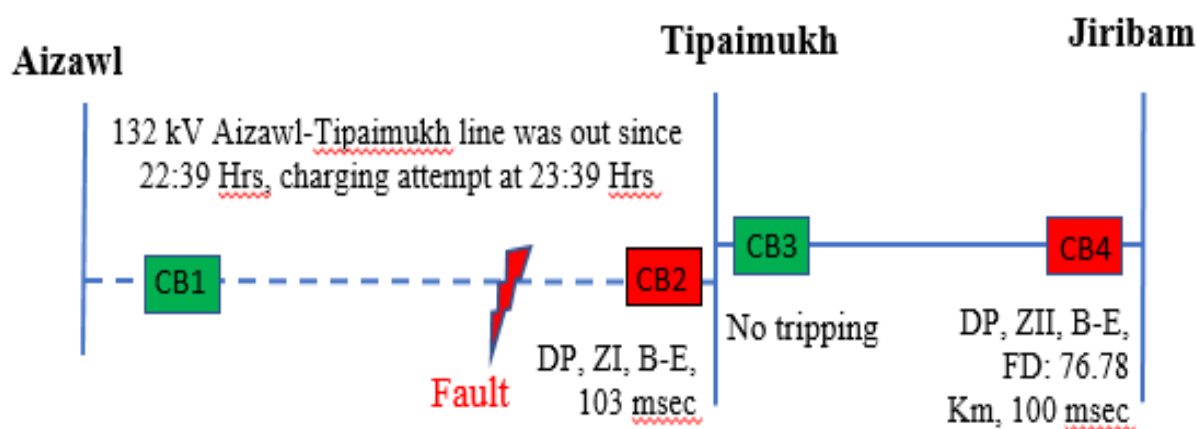 Aizawl
Tipaimukh
Jiribam
132 kV Aizawl-Tipaimukh line was out since
22:39 Hrs, charging attempt at 23:39 Hrs
CB1
CB2
CB3
CB4
Fault
DP, ZI, B-E,
103 msec
No tripping
DP, ZII, B-E,
FD: 76.78
Km, 100 msec